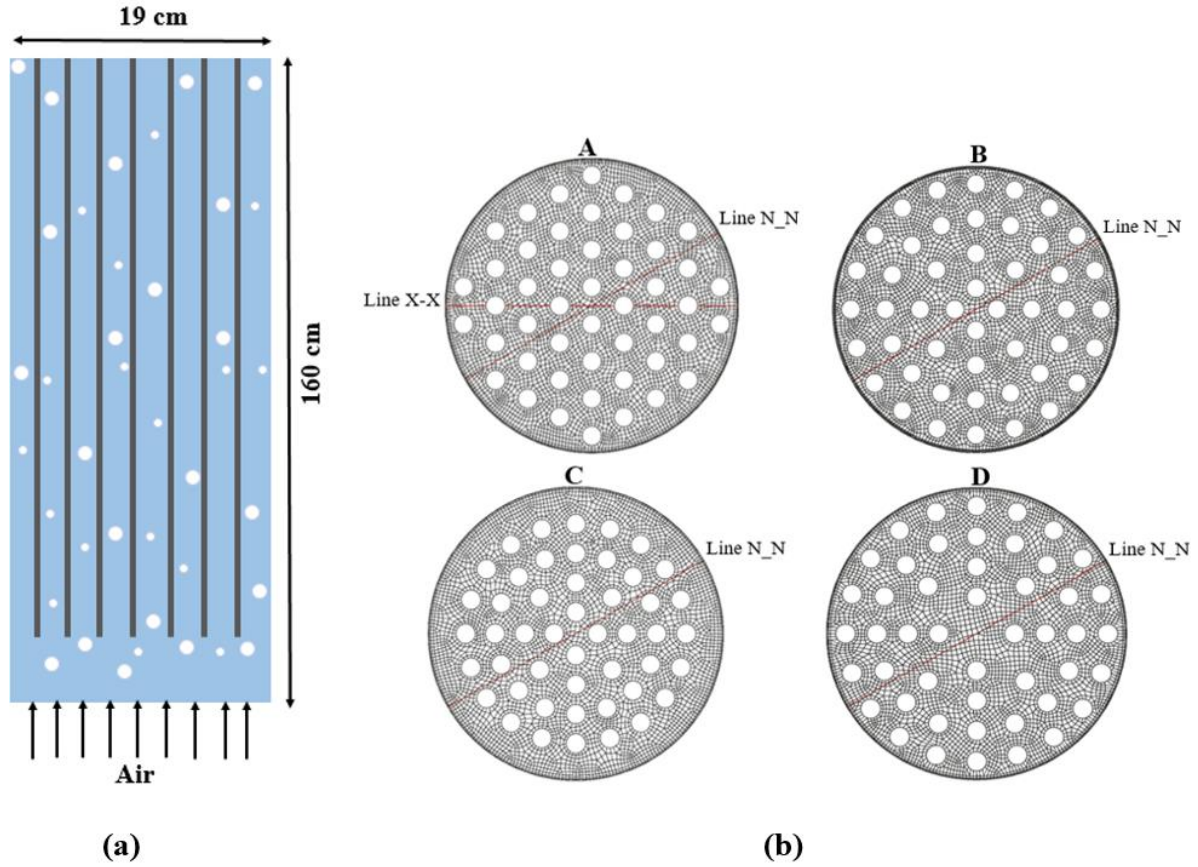 19 cm
160 cm
Air
(a)
A
Line N_N
Line X-X
B
Line N_N
C
Line N_N
D
Line N_N
(b)